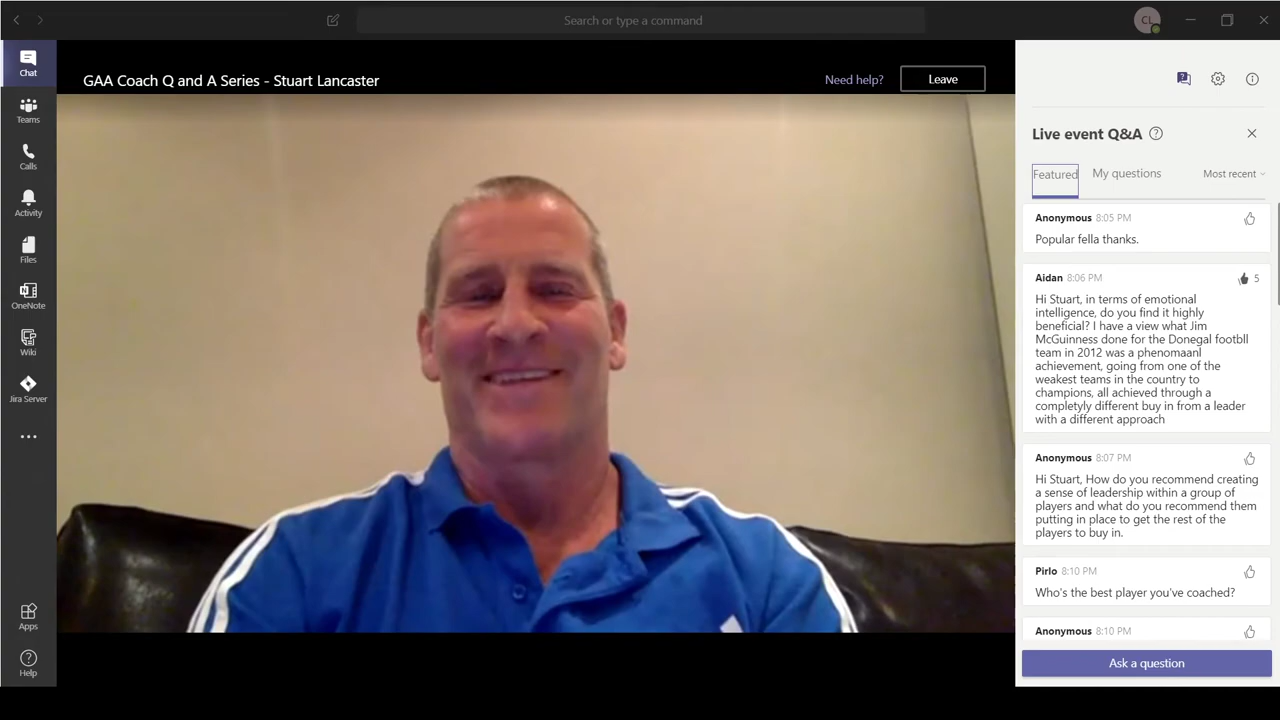 Search or type a command
CL
Chat
Teams
Calls
Activity
Files
OneNote
Wiki
Jira Server
Apps
Help
GAA Coach Q and A Series - Stuart Lancaster
Need help?
Leave
Live event Q&A
Featured
My questions
Most recent
Anonymous 8:05 PM
Popular fella thanks.
Aidan 8:06 PM
5
Hi Stuart, in terms of emotional
intelligence, do you find it highly
beneficial? I have a view what Jim
McGuinness done for the Donegal footbll
team in 2012 was a phenomaanl
achievement, going from one of the
weakest teams in the country to
champions, all achieved through a
completyly different buy in from a leader
with a different approach
Anonymous 8:07 PM
Hi Stuart, How do you recommend creating
a sense of leadership within a group of
players and what do you recommend them
putting in place to get the rest of the
players to buy in.
Pirlo 8:10 PM
Who's the best player you've coached?
Anonymous 8:10 PM
Ask a question